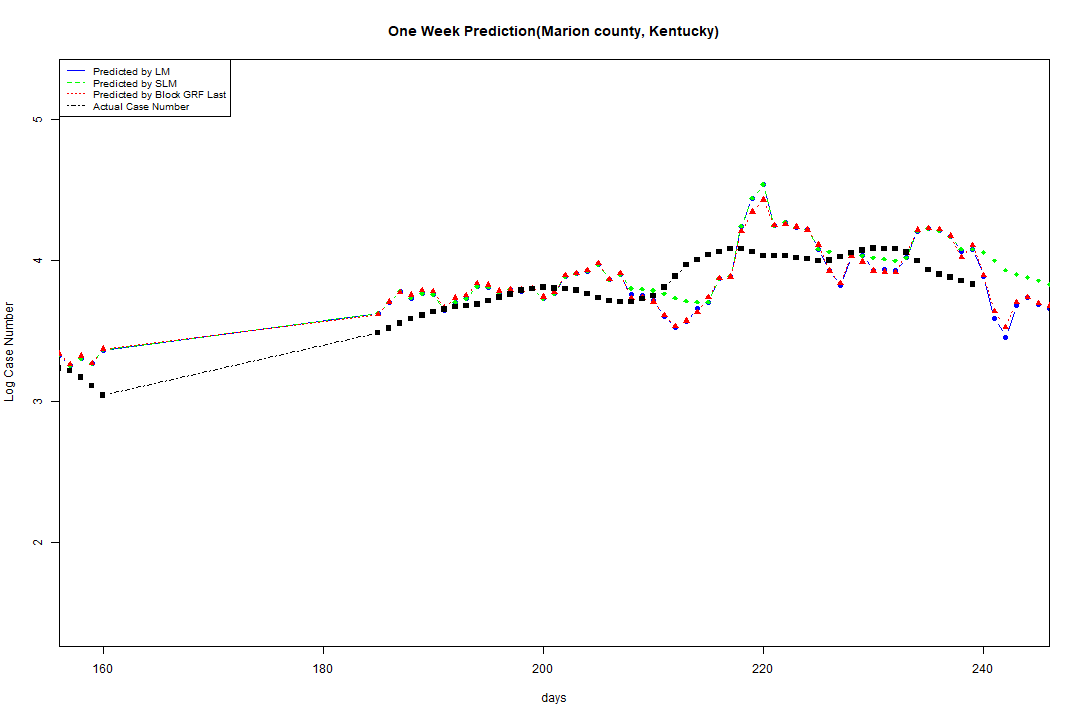 One Week Prediction(Marion county, Kentucky)
Predicted by LM
Predicted by SLM
Predicted by Block GRF Last
Actual Case Number
5
4
3
2
Log Case Number
160 180 200 220 240
days